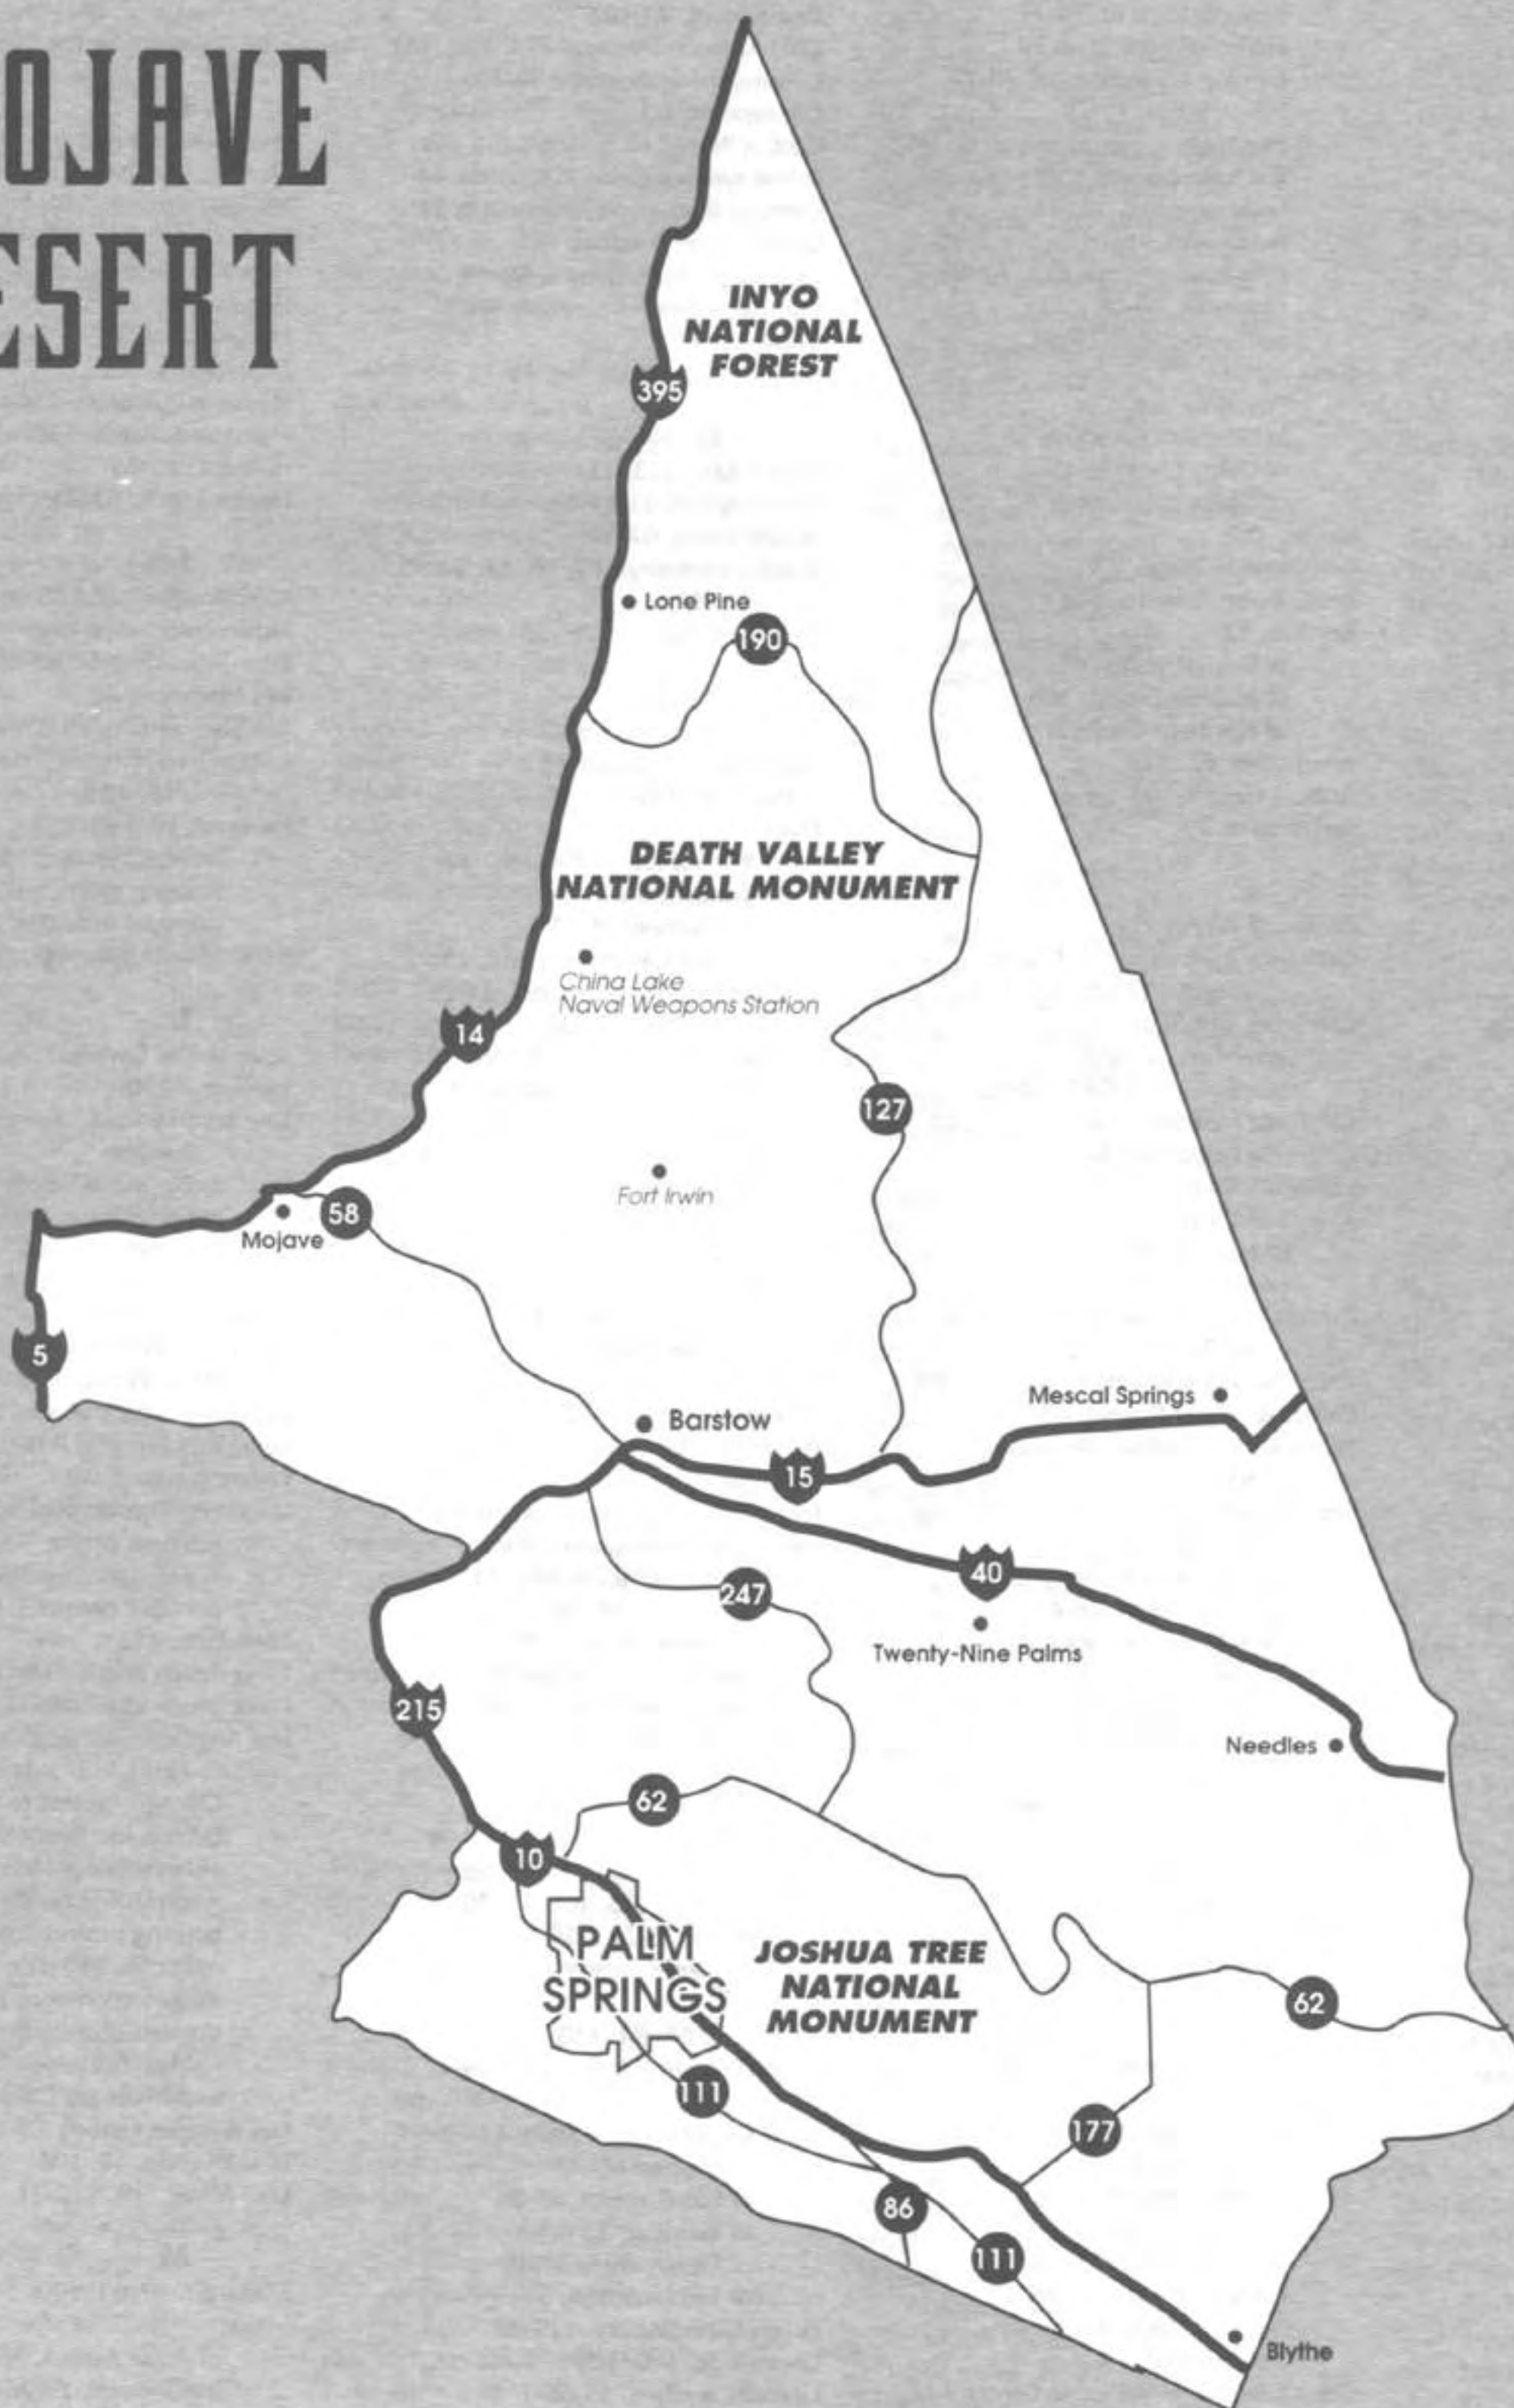 OJAVE
ESERT
INYO
NATIONAL
FOREST
395
Lone Pine
190
DEATH VALLEY
NATIONAL MONUMENT
China Lake
Naval Weapons Station
14
127
Fort Irwin
58
Mojave
5
Mescal Springs
Barstow
15
40
247
Twenty-Nine Palms
215
Needles
62
10
PALM
SPRINGS
JOSHUA TREE
NATIONAL
MONUMENT
62
111
177
86
111
Blythe